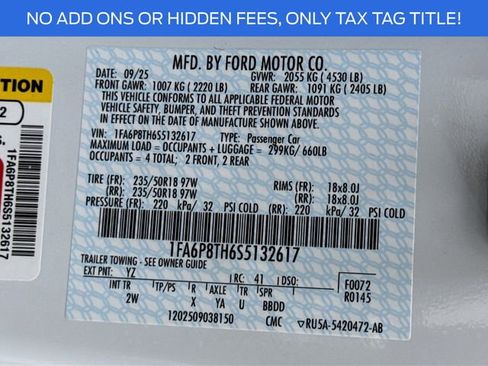 NO ADD ONS OR HIDDEN FEES, ONLY TAX TAG TITLE!
MFD. BY FORD MOTOR CO.
DATE: 09/25 GVWR: 2055 KG ( 4530 LB)
FRONT GAWR: 1007 KG ( 2220 LB) REAR GAWR: 1091 KG ( 2405 LB)
THIS VEHICLE CONFORMS TO ALL APPLICABLE FEDERAL MOTOR
VEHICLE SAFETY, BUMPER, AND THEFT PREVENTION STANDARDS
IN EFFECT ON THE DATE OF MANUFACTURE SHOWN ABOVE.
VIN: 1FA6P8TH6S5132617 TYPE: Passenger Car
MAXIMUM LOAD = OCCUPANTS + LUGGAGE = 299KG/ 660LB
OCCUPANTS = 4 TOTAL; 2 FRONT, 2 REAR
TIRE (FR): 235/50R18 97W RIMS (FR): 18x8.0J
(RR): 235/50R18 97W (RR): 18x8.0J
PRESSURE (FR): 220 kPa/ 32 PSI COLD (RR): 220 kPa/ 32 PSI COLD
1FA6P8TH6S5132617
TRAILER TOWING - SEE OWNER GUIDE
EXT PNT: YZ RC: 41 DSO: F0072
INT TR TP/PS R AXLE TR SPR R0145
2W X YA U BBDD
1202509038150 CMC ▽RU5A-5420472-AB
CAUTION
2
1FA6P8TH6S5132617